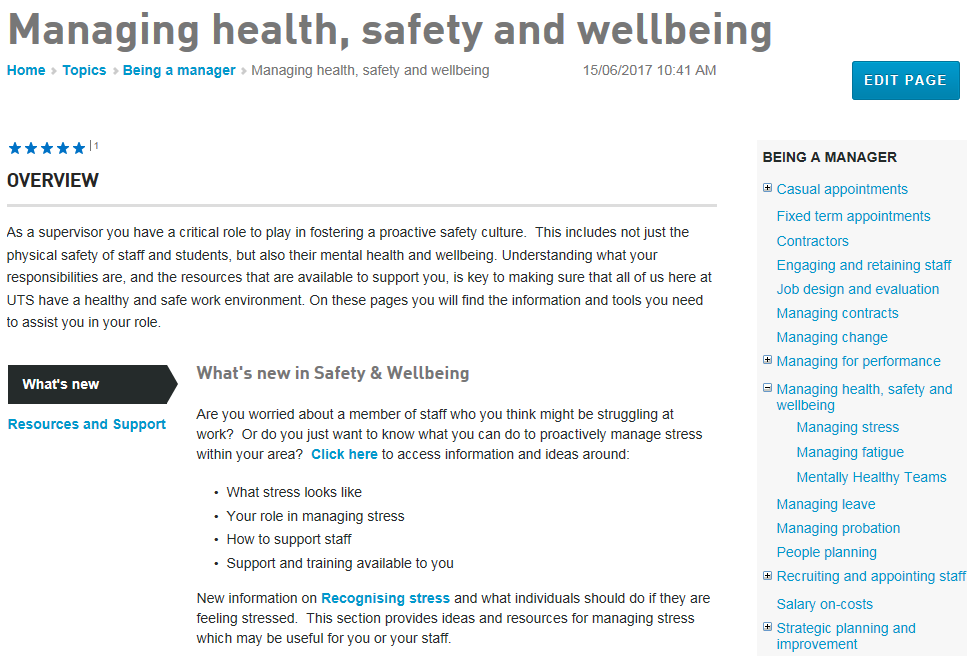 Managing health, safety and wellbeing
Home > Topics > Being a manager > Managing health, safety and wellbeing
15/06/2017 10:41 AM
EDIT PAGE
| 1
OVERVIEW
As a supervisor you have a critical role to play in fostering a proactive safety culture.  This includes not just the
physical safety of staff and students, but also their mental health and wellbeing. Understanding what your
responsibilities are, and the resources that are available to support you, is key to making sure that all of us here at
UTS have a healthy and safe work environment. On these pages you will find the information and tools you need
to assist you in your role.
What's new
Resources and Support
What's new in Safety & Wellbeing
Are you worried about a member of staff who you think might be struggling at
work?  Or do you just want to know what you can do to proactively manage stress
within your area?  Click here to access information and ideas around:
• What stress looks like
• Your role in managing stress
• How to support staff
• Support and training available to you
New information on Recognising stress and what individuals should do if they are
feeling stressed.  This section provides ideas and resources for managing stress
which may be useful for you or your staff.
BEING A MANAGER
Casual appointments
Fixed term appointments
Contractors
Engaging and retaining staff
Job design and evaluation
Managing contracts
Managing change
Managing for performance
Managing health, safety and
wellbeing
Managing stress
Managing fatigue
Mentally Healthy Teams
Managing leave
Managing probation
People planning
Recruiting and appointing staff
Salary on-costs
Strategic planning and
improvement